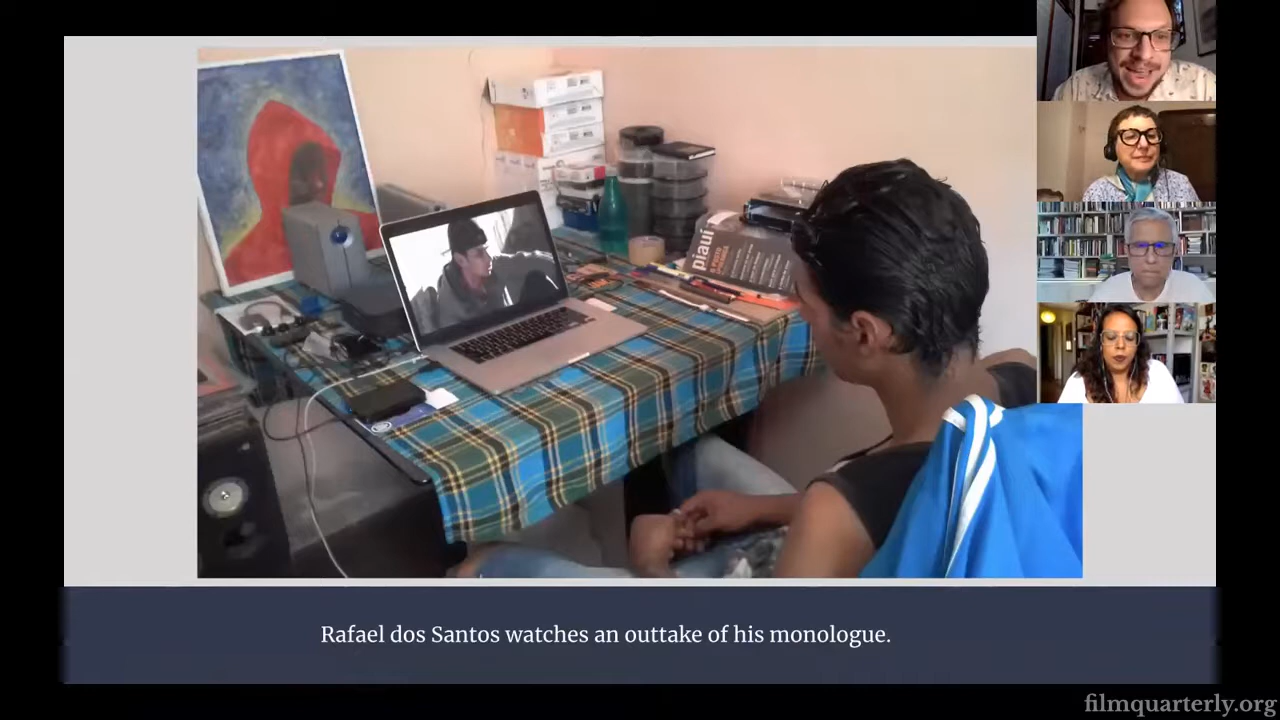 piauí
Rafael dos Santos watches an outtake of his monologue.
filmquarterly.org